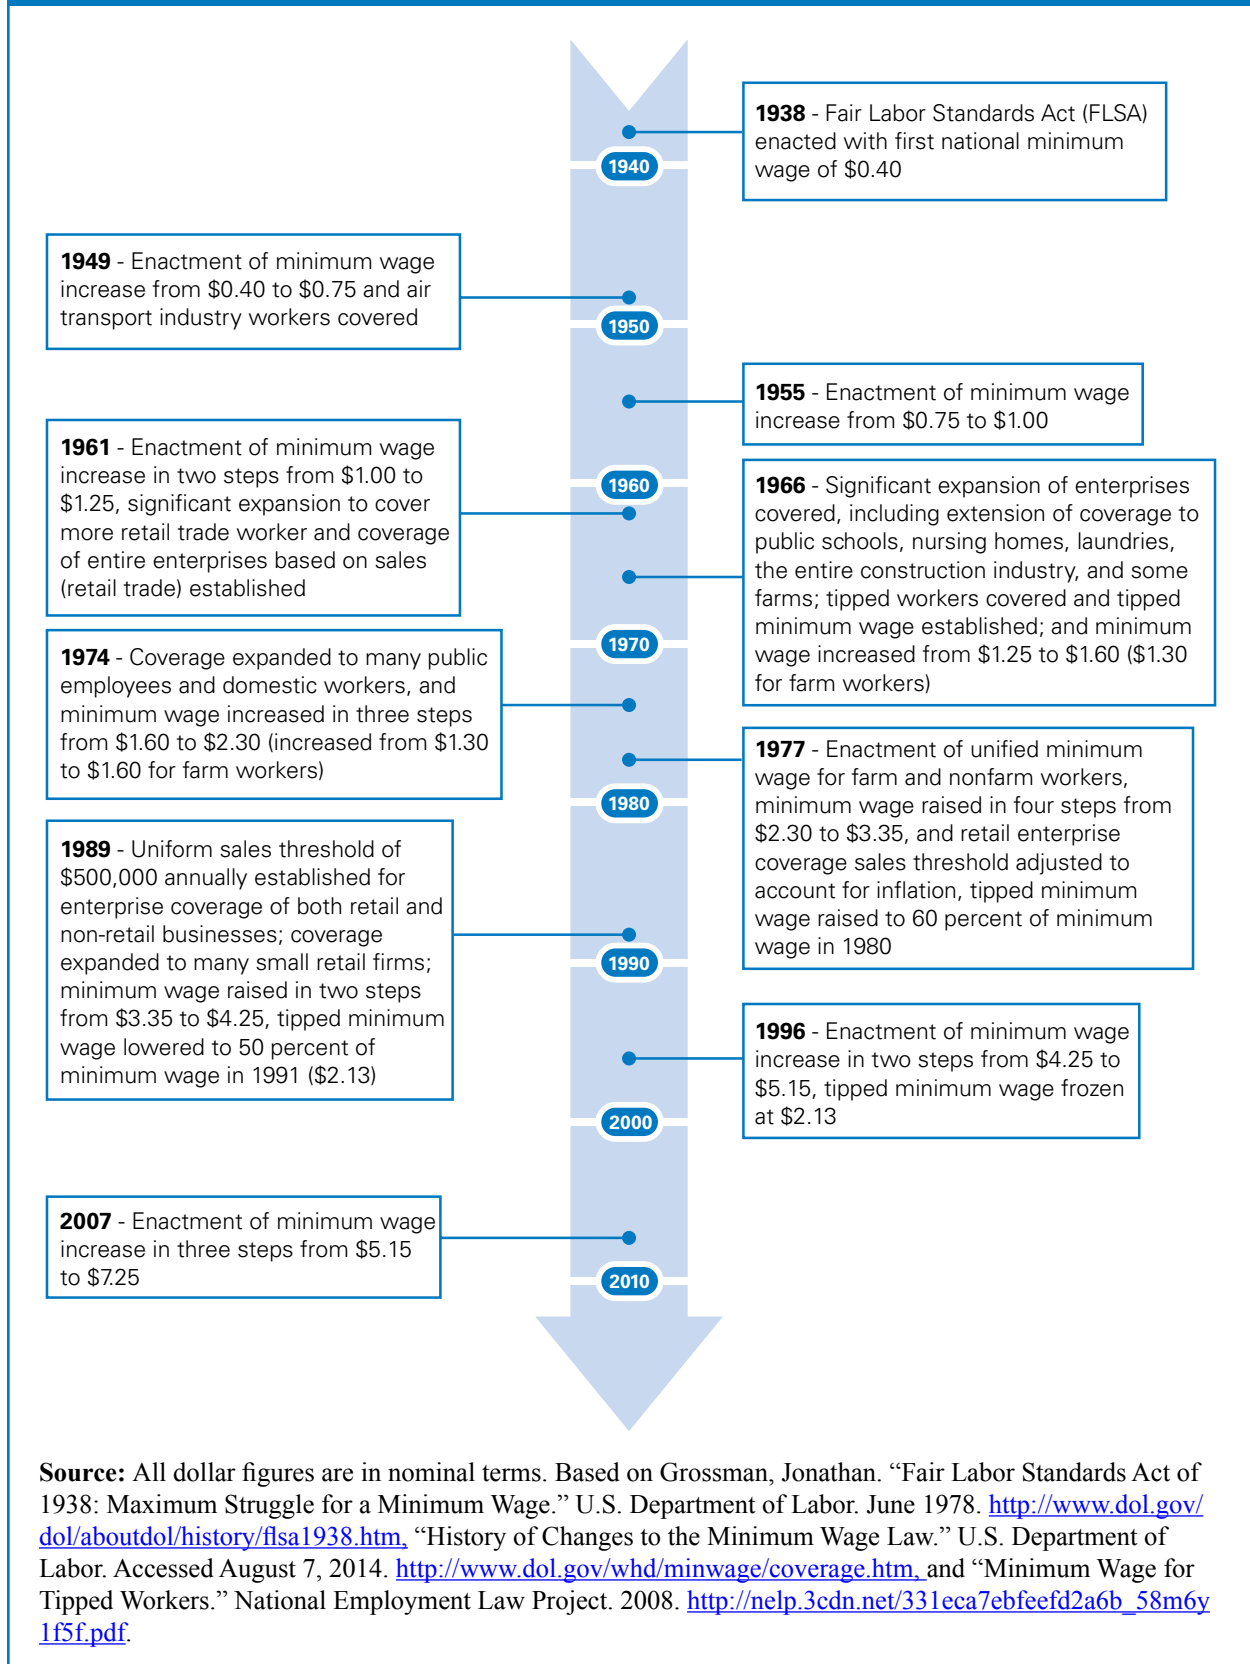 1938 - Fair Labor Standards Act (FLSA)
enacted with first national minimum
wage of $0.40
1940
1949 - Enactment of minimum wage
increase from $0.40 to $0.75 and air
transport industry workers covered
1950
1955 - Enactment of minimum wage
increase from $0.75 to $1.00
1961 - Enactment of minimum wage
increase in two steps from $1.00 to
$1.25, significant expansion to cover
more retail trade worker and coverage
of entire enterprises based on sales
(retail trade) established
1960
1966 - Significant expansion of enterprises
covered, including extension of coverage to
public schools, nursing homes, laundries,
the entire construction industry, and some
farms; tipped workers covered and tipped
minimum wage established; and minimum
wage increased from $1.25 to $1.60 ($1.30
for farm workers)
1970
1974 - Coverage expanded to many public
employees and domestic workers, and
minimum wage increased in three steps
from $1.60 to $2.30 (increased from $1.30
to $1.60 for farm workers)
1977 - Enactment of unified minimum
wage for farm and nonfarm workers,
minimum wage raised in four steps from
$2.30 to $3.35, and retail enterprise
coverage sales threshold adjusted to
account for inflation, tipped minimum
wage raised to 60 percent of minimum
wage in 1980
1980
1989 - Uniform sales threshold of
$500,000 annually established for
enterprise coverage of both retail and
non-retail businesses; coverage
expanded to many small retail firms;
minimum wage raised in two steps
from $3.35 to $4.25, tipped minimum
wage lowered to 50 percent of
minimum wage in 1991 ($2.13)
1990
1996 - Enactment of minimum wage
increase in two steps from $4.25 to
$5.15, tipped minimum wage frozen
at $2.13
2000
2007 - Enactment of minimum wage
increase in three steps from $5.15
to $7.25
2010
Source: All dollar figures are in nominal terms. Based on Grossman, Jonathan. “Fair Labor Standards Act of
1938: Maximum Struggle for a Minimum Wage.” U.S. Department of Labor. June 1978. http://www.dol.gov/
dol/aboutdol/history/flsa1938.htm, “History of Changes to the Minimum Wage Law.” U.S. Department of
Labor. Accessed August 7, 2014. http://www.dol.gov/whd/minwage/coverage.htm, and “Minimum Wage for
Tipped Workers.” National Employment Law Project. 2008. http://nelp.3cdn.net/331eca7ebfeefd2a6b_58m6y
1f5f.pdf.